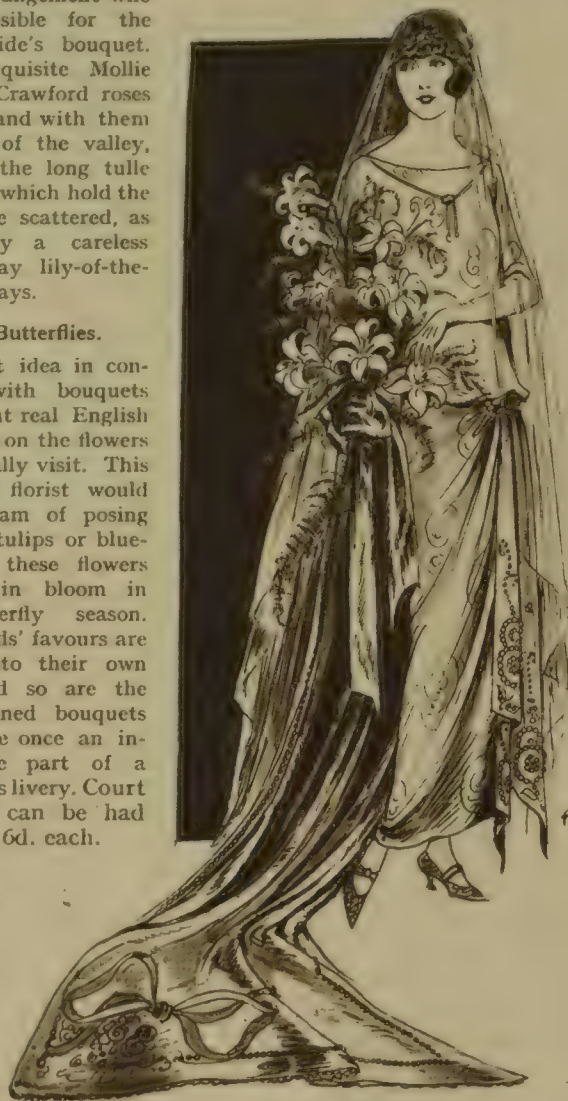 sible for the
ide's bouquet.
quisite Mollie
Crawford roses
and with them
of the valley,
the long tulle
which hold the
e scattered, as
y a careless
ay lily-of-the-
ays.
Butterflies.
t idea in con-
with bouquets
t real English
on the flowers
ally visit. This
florist would
am of posing
tulips or blue-
these flowers
in bloom in
erfly season.
ds' favours are
to their own
d so are the
ned bouquets
e once an in-
e part of a
s livery. Court
can be had
6d. each.